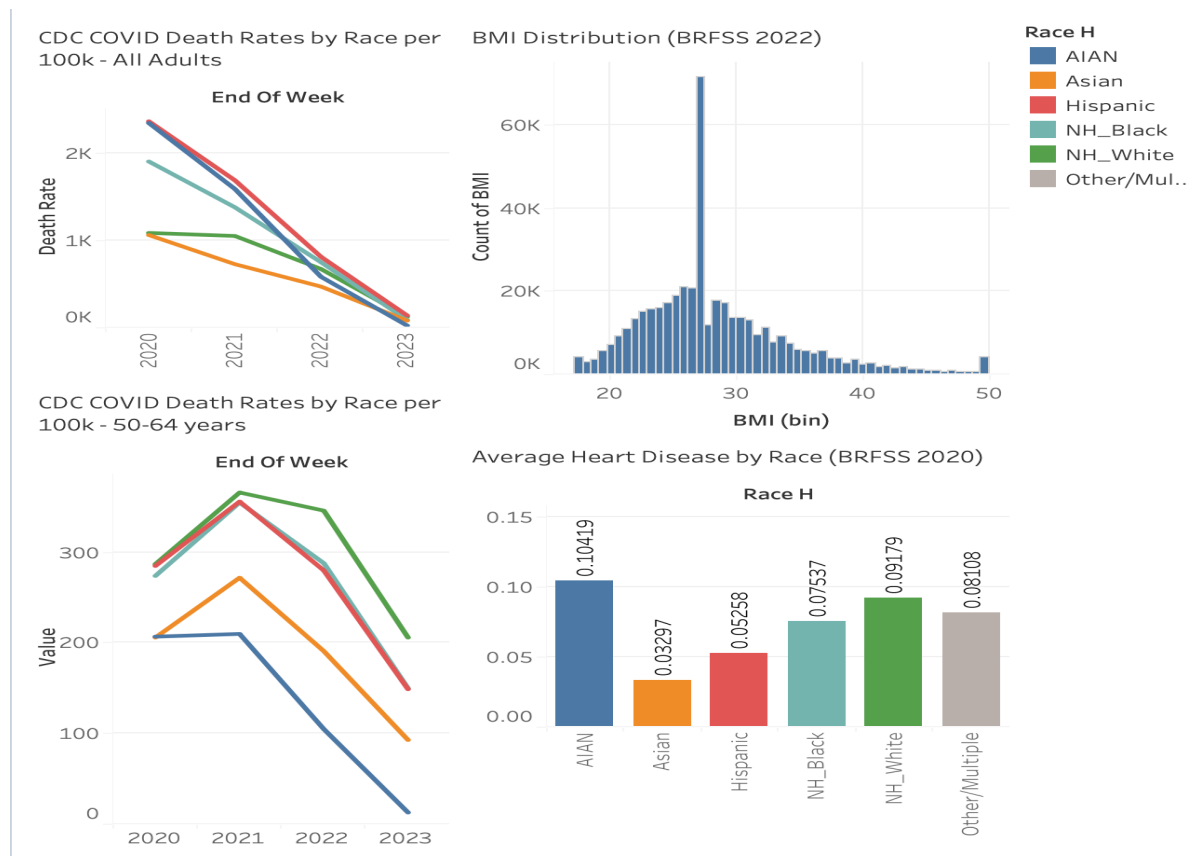 CDC COVID Death Rates by Race per
100k - All Adults
End Of Week
Death Rate
2K
1K
0K
2020
2021
2022
2023
BMI Distribution (BRFSS 2022)
Count of BMI
60K
40K
20K
0K
20
30
40
50
BMI (bin)
Race H
AIAN
Asian
Hispanic
NH_Black
NH_White
Other/Mul..
CDC COVID Death Rates by Race per
100k - 50-64 years
End Of Week
Value
300
200
100
0
2020
2021
2022
2023
Average Heart Disease by Race (BRFSS 2020)
Race H
0.15
0.10
0.05
0.00
0.10419
0.03297
0.05258
0.07537
0.09179
0.08108
AIAN
Asian
Hispanic
NH_Black
NH_White
Other/Multiple